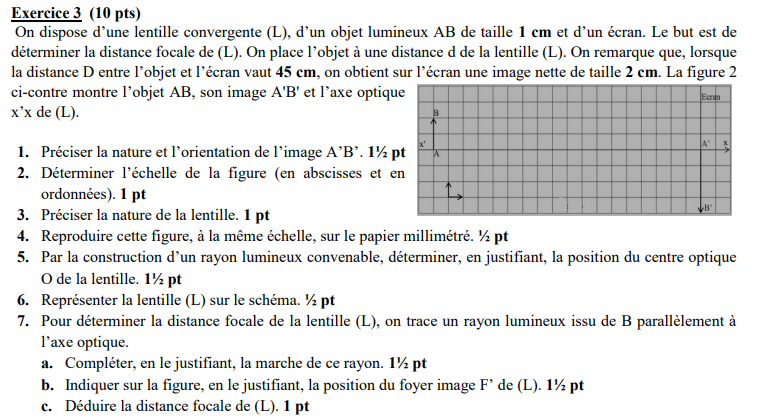 Exercice 3 (10 pts)
On dispose d’une lentille convergente (L), d’un objet lumineux AB de taille 1 cm et d’un écran. Le but est de
déterminer la distance focale de (L). On place l’objet à une distance d de la lentille (L). On remarque que, lorsque
la distance D entre l’objet et l’écran vaut 45 cm, on obtient sur l’écran une image nette de taille 2 cm. La figure 2
ci-contre montre l’objet AB, son image A'B' et l’axe optique
x’x de (L).
Ecran
B
x'
A
A'
x
B'
1. Préciser la nature et l’orientation de l’image A’B’. 1½ pt
2. Déterminer l’échelle de la figure (en abscisses et en
ordonnées). 1 pt
3. Préciser la nature de la lentille. 1 pt
4. Reproduire cette figure, à la même échelle, sur le papier millimétré. ½ pt
5. Par la construction d’un rayon lumineux convenable, déterminer, en justifiant, la position du centre optique
O de la lentille. 1½ pt
6. Représenter la lentille (L) sur le schéma. ½ pt
7. Pour déterminer la distance focale de la lentille (L), on trace un rayon lumineux issu de B parallèlement à
l’axe optique.
a. Compléter, en le justifiant, la marche de ce rayon. 1½ pt
b. Indiquer sur la figure, en le justifiant, la position du foyer image F’ de (L). 1½ pt
c. Déduire la distance focale de (L). 1 pt